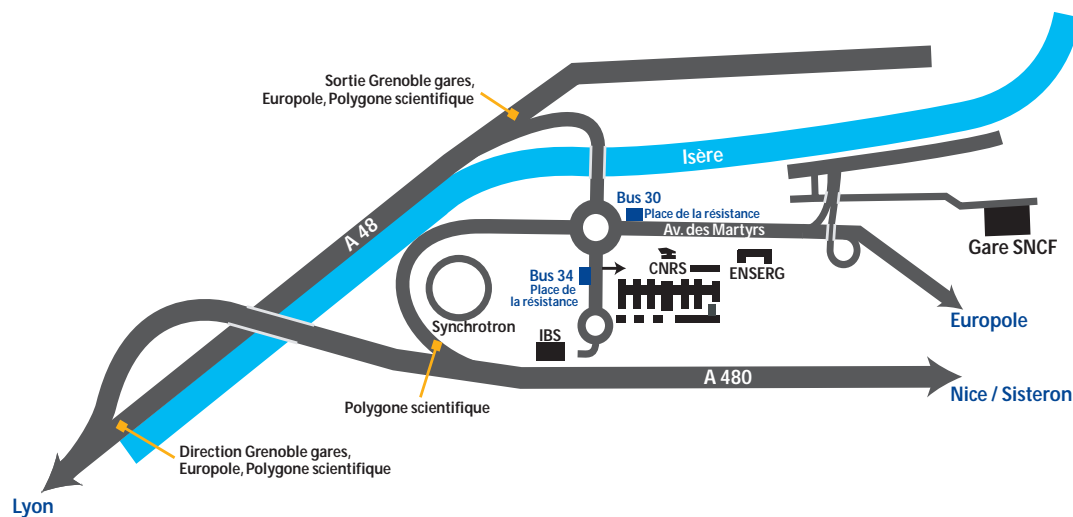 Sortie Grenoble gares,
Europole, Polygone scientifique
Isère
Bus 30
Place de la résistance
Av. des Martyrs
A 48
Gare SNCF
CNRS
ENSERG
Bus 34
Place de
la résistance
Synchrotron
IBS
Europole
A 480
Nice / Sisteron
Polygone scientifique
Direction Grenoble gares,
Europole, Polygone scientifique
Lyon